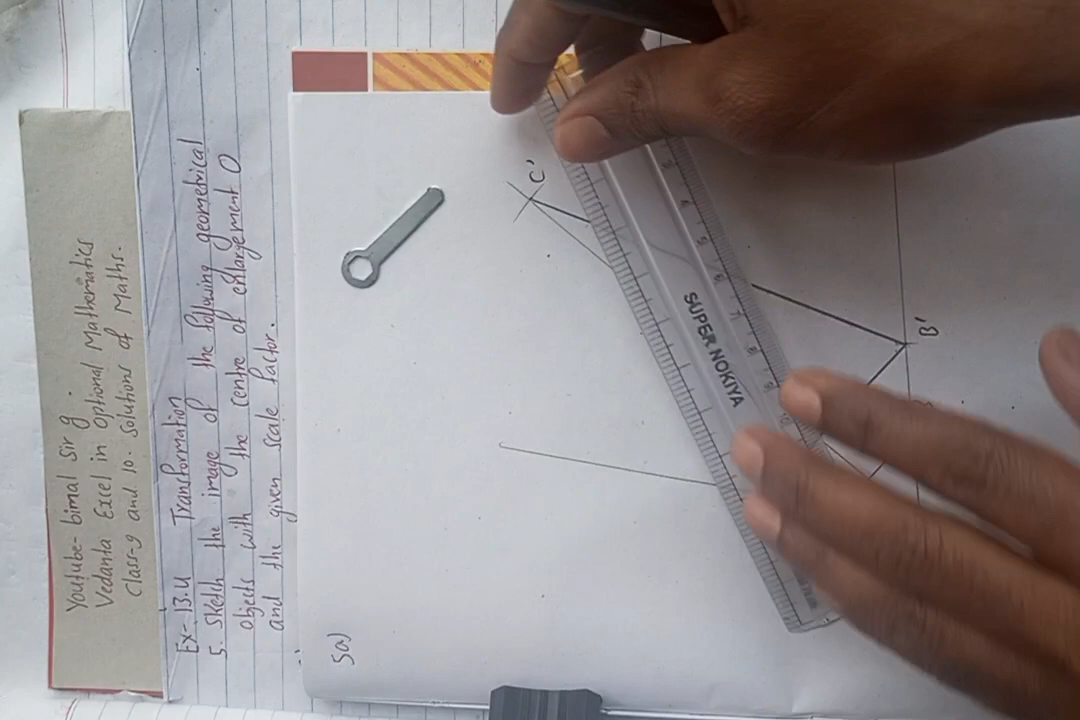 Youtube- bimal sir g.
Vedanta Excel in Optional Mathematics
Class-9 and 10. Solutions of Maths.
Ex- 13.4 Transformation
5. Sketch the image of the following geometrical
objects with the centre of enlargement O
and the given scale factor.
5a)
C'
B'
SUPER NOKIYA